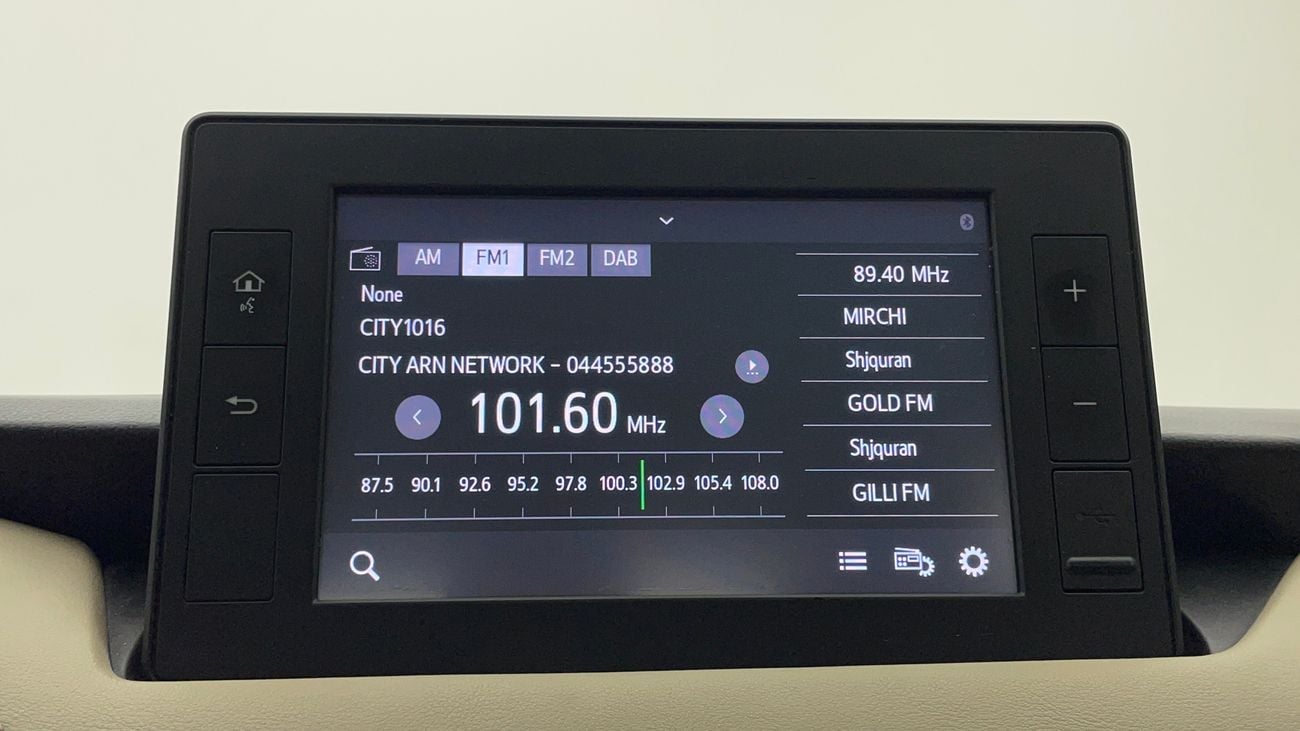 AM FM1 FM2 DAB
None
CITY1016
CITY ARN NETWORK – 044555888
101.60 MHz
87.5 90.1 92.6 95.2 97.8 100.3 102.9 105.4 108.0
89.40 MHz
MIRCHI
Shjquran
GOLD FM
Shjquran
GILLI FM